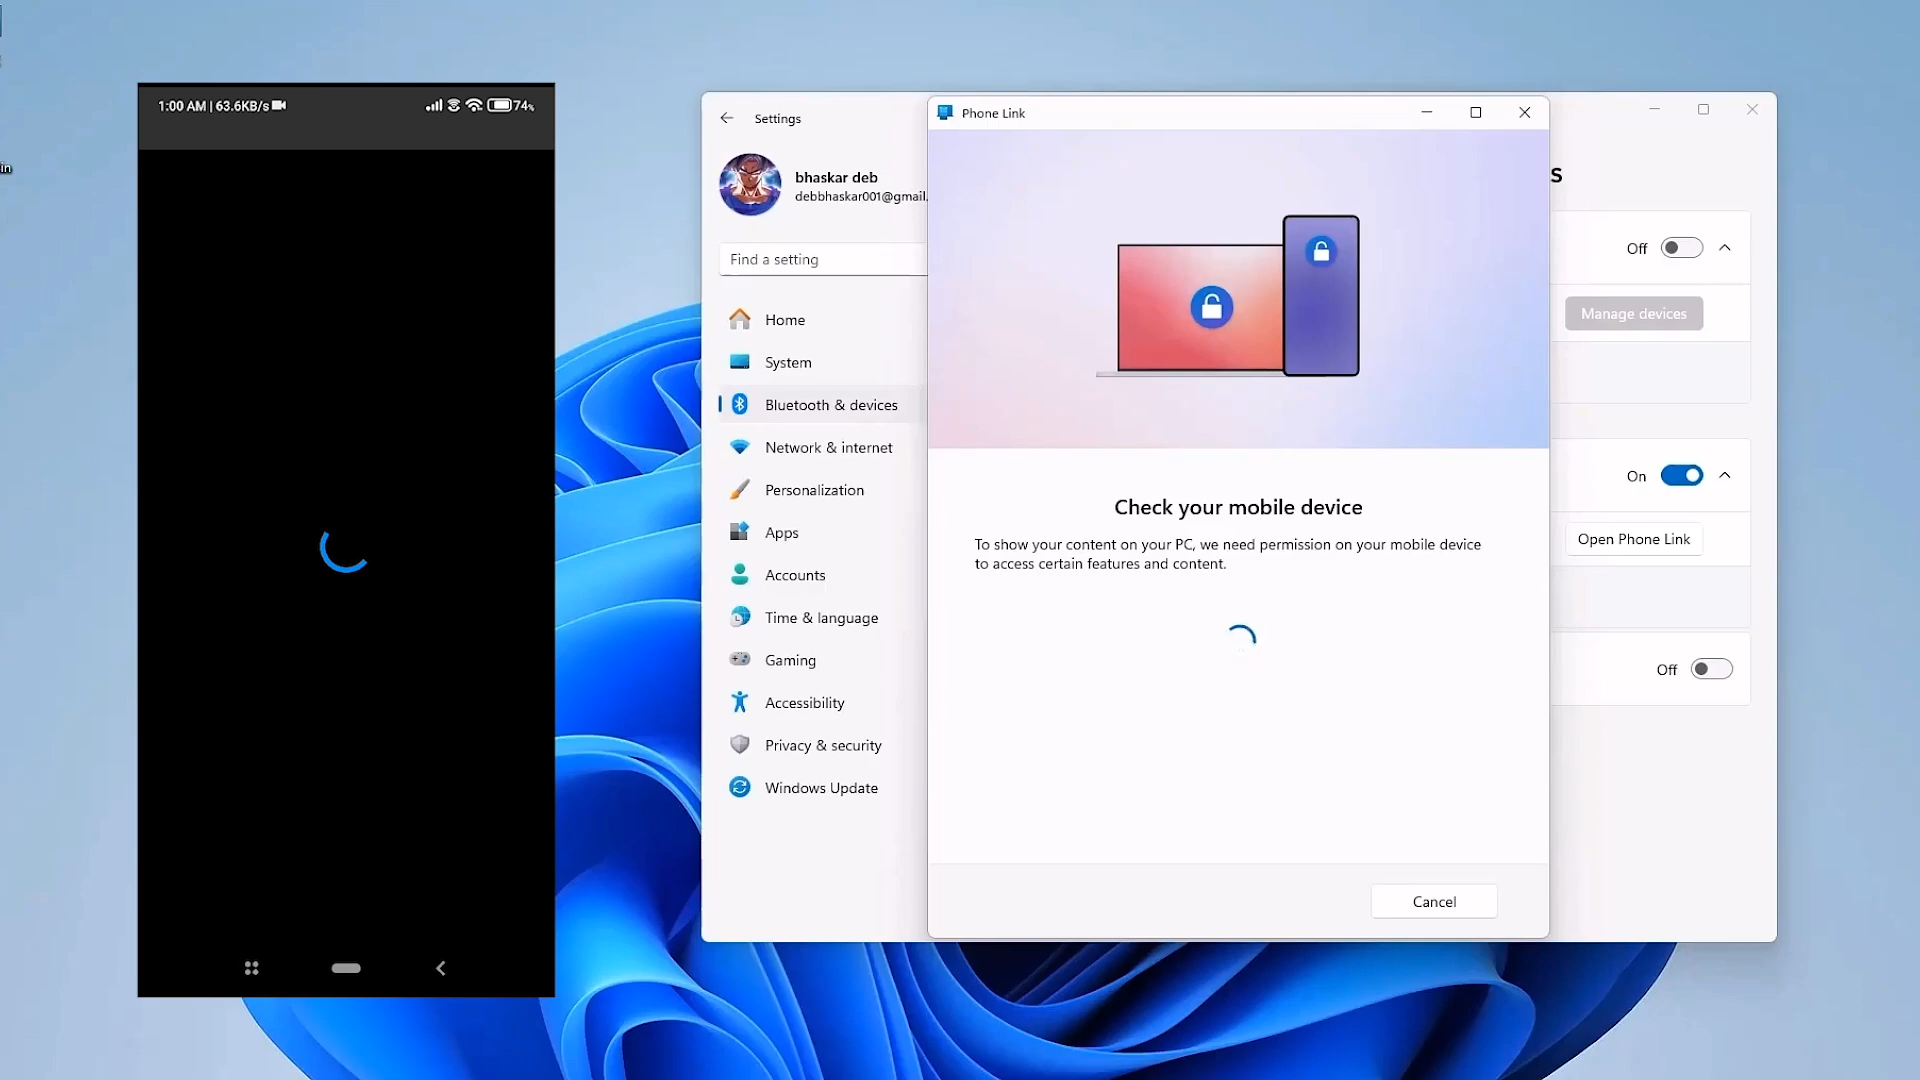 in
1:00 AM | 63.6KB/s
74%
Settings
bhaskar deb
debbhaskar001@gmail.
Find a setting
Home
System
Bluetooth & devices
Network & internet
Personalization
Apps
Accounts
Time & language
Gaming
Accessibility
Privacy & security
Windows Update
Phone Link
Check your mobile device
To show your content on your PC, we need permission on your mobile device
to access certain features and content.
Cancel
s
Off
Manage devices
On
Open Phone Link
Off